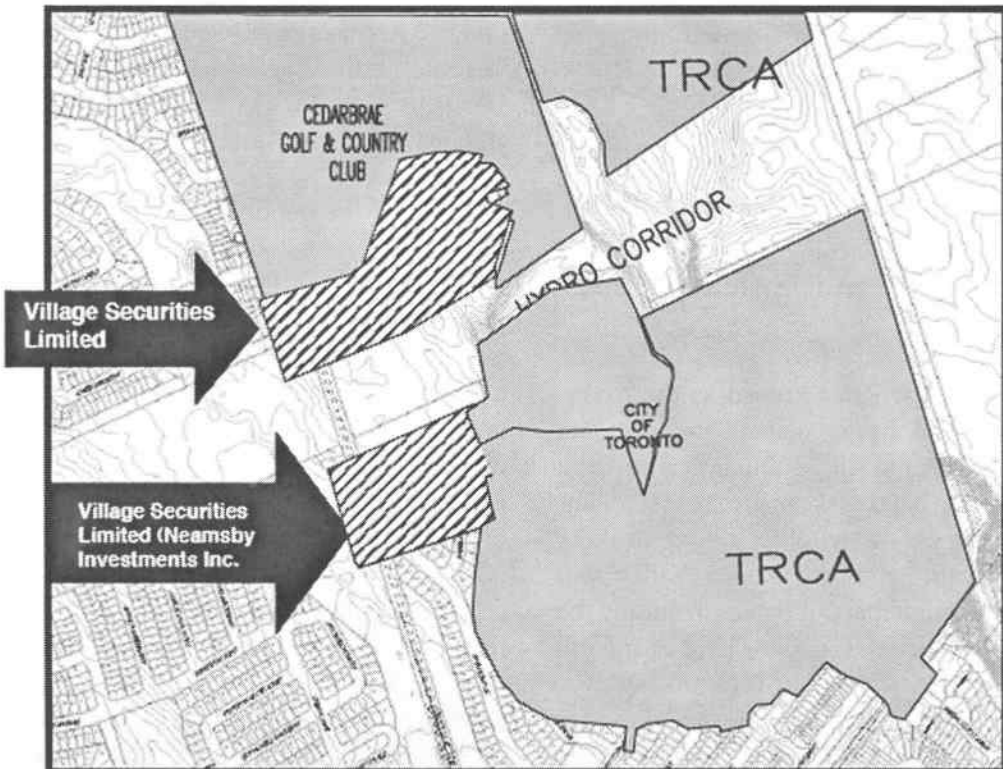 TRCA
CEDARBRAE
GOLF & COUNTRY
CLUB
HYDRO CORRIDOR
Village Securities
Limited
CITY
OF
TORONTO
Village Securities
Limited (Neamsby
Investments Inc.
TRCA